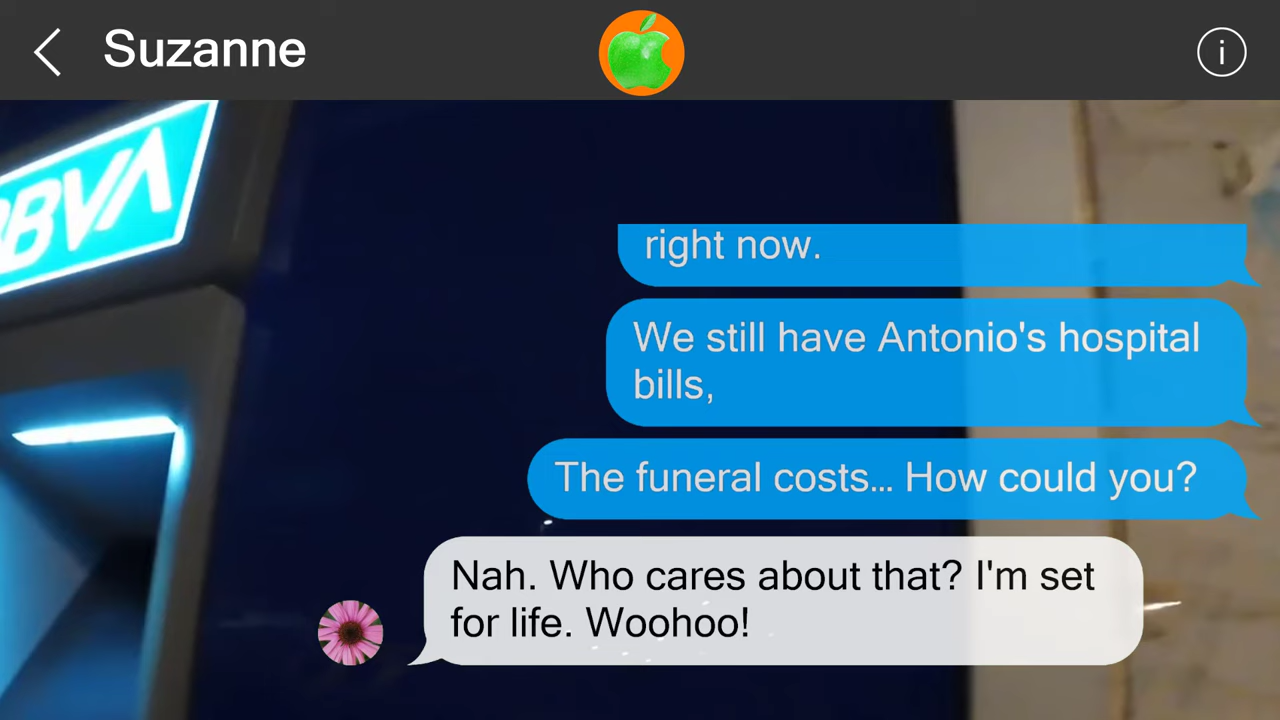 Suzanne
i
BBVA
right now.
We still have Antonio's hospital
bills,
The funeral costs... How could you?
Nah. Who cares about that? I'm set
for life. Woohoo!